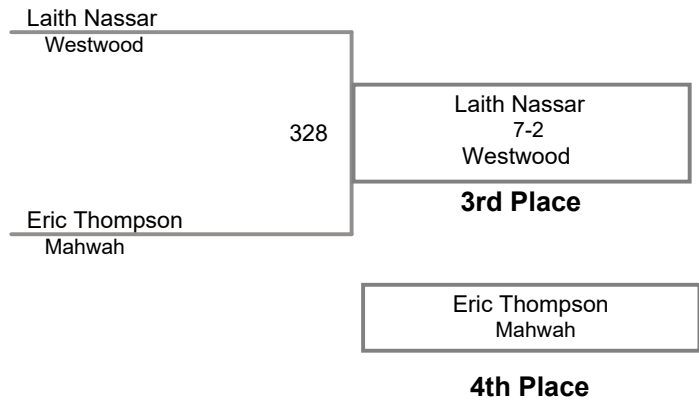 Laith Nassar
Westwood
328
Laith Nassar
7-2
Westwood
3rd Place
Eric Thompson
Mahwah
Eric Thompson
Mahwah
4th Place